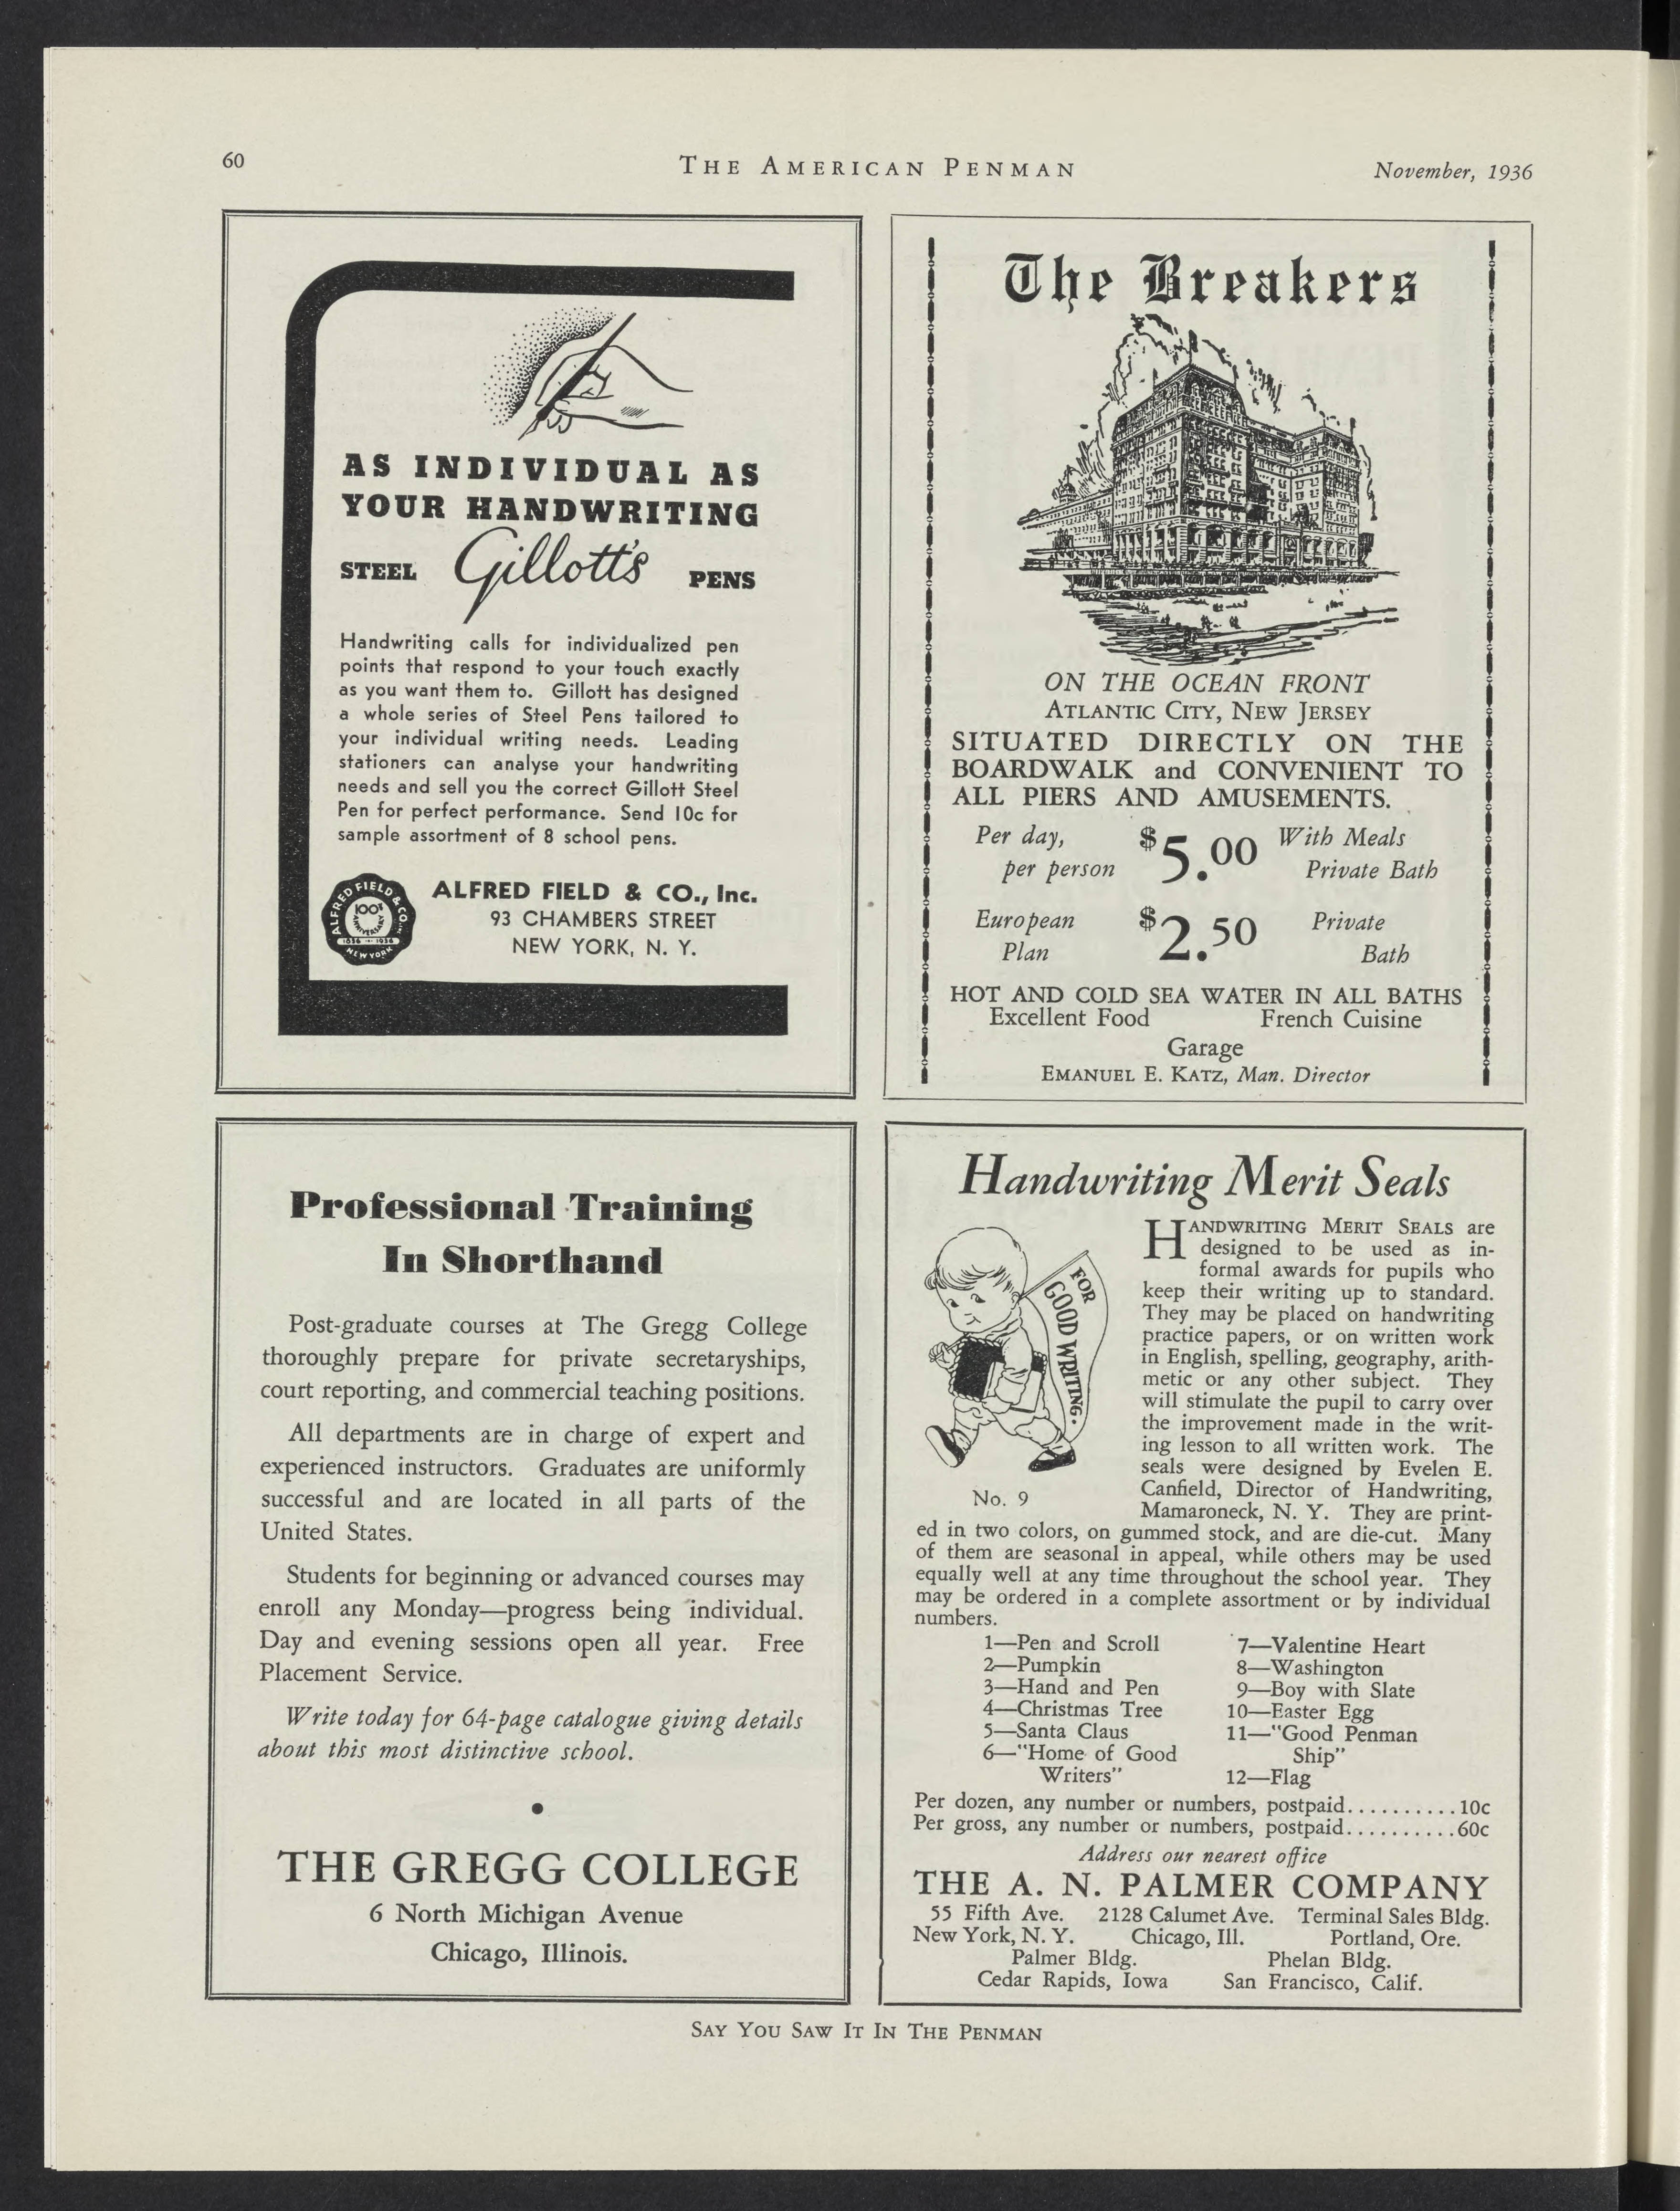 60
THE AMERICAN PENMAN
November, 1936
AS INDIVIDUAL AS
YOUR HANDWRITING
STEEL Gillott's PENS
Handwriting calls for individualized pen
points that respond to your touch exactly
as you want them to. Gillott has designed
a whole series of Steel Pens tailored to
your individual writing needs. Leading
stationers can analyse your handwriting
needs and sell you the correct Gillott Steel
Pen for perfect performance. Send 10c for
sample assortment of 8 school pens.
ALFRED FIELD & CO., INC.
100TH
ANNIVERSARY
1836 — 1936
NEW YORK
ALFRED FIELD & CO., Inc.
93 CHAMBERS STREET
NEW YORK, N. Y.
The Breakers
ON THE OCEAN FRONT
ATLANTIC CITY, NEW JERSEY
SITUATED DIRECTLY ON THE
BOARDWALK and CONVENIENT TO
ALL PIERS AND AMUSEMENTS.
Per day, per person $5.00 With Meals Private Bath
European Plan $2.50 Private Bath
HOT AND COLD SEA WATER IN ALL BATHS
Excellent Food French Cuisine
Garage
EMANUEL E. KATZ, Man. Director
Professional Training
In Shorthand
Post-graduate courses at The Gregg College
thoroughly prepare for private secretaryships,
court reporting, and commercial teaching positions.
All departments are in charge of expert and
experienced instructors. Graduates are uniformly
successful and are located in all parts of the
United States.
Students for beginning or advanced courses may
enroll any Monday—progress being individual.
Day and evening sessions open all year. Free
Placement Service.
Write today for 64-page catalogue giving details
about this most distinctive school.
THE GREGG COLLEGE
6 North Michigan Avenue
Chicago, Illinois.
Handwriting Merit Seals
FOR
GOOD WRITING.
No. 9
HANDWRITING MERIT SEALS are
designed to be used as in-
formal awards for pupils who
keep their writing up to standard.
They may be placed on handwriting
practice papers, or on written work
in English, spelling, geography, arith-
metic or any other subject. They
will stimulate the pupil to carry over
the improvement made in the writ-
ing lesson to all written work. The
seals were designed by Evelen E.
Canfield, Director of Handwriting,
Mamaroneck, N. Y. They are print-
ed in two colors, on gummed stock, and are die-cut. Many
of them are seasonal in appeal, while others may be used
equally well at any time throughout the school year. They
may be ordered in a complete assortment or by individual
numbers.
1—Pen and Scroll
2—Pumpkin
3—Hand and Pen
4—Christmas Tree
5—Santa Claus
6—"Home of Good
Writers"
7—Valentine Heart
8—Washington
9—Boy with Slate
10—Easter Egg
11—"Good Penman
Ship"
12—Flag
Per dozen, any number or numbers, postpaid..........10c
Per gross, any number or numbers, postpaid..........60c
Address our nearest office
THE A. N. PALMER COMPANY
55 Fifth Ave. 2128 Calumet Ave. Terminal Sales Bldg.
New York, N. Y. Chicago, Ill. Portland, Ore.
Palmer Bldg. Phelan Bldg.
Cedar Rapids, Iowa San Francisco, Calif.
SAY YOU SAW IT IN THE PENMAN